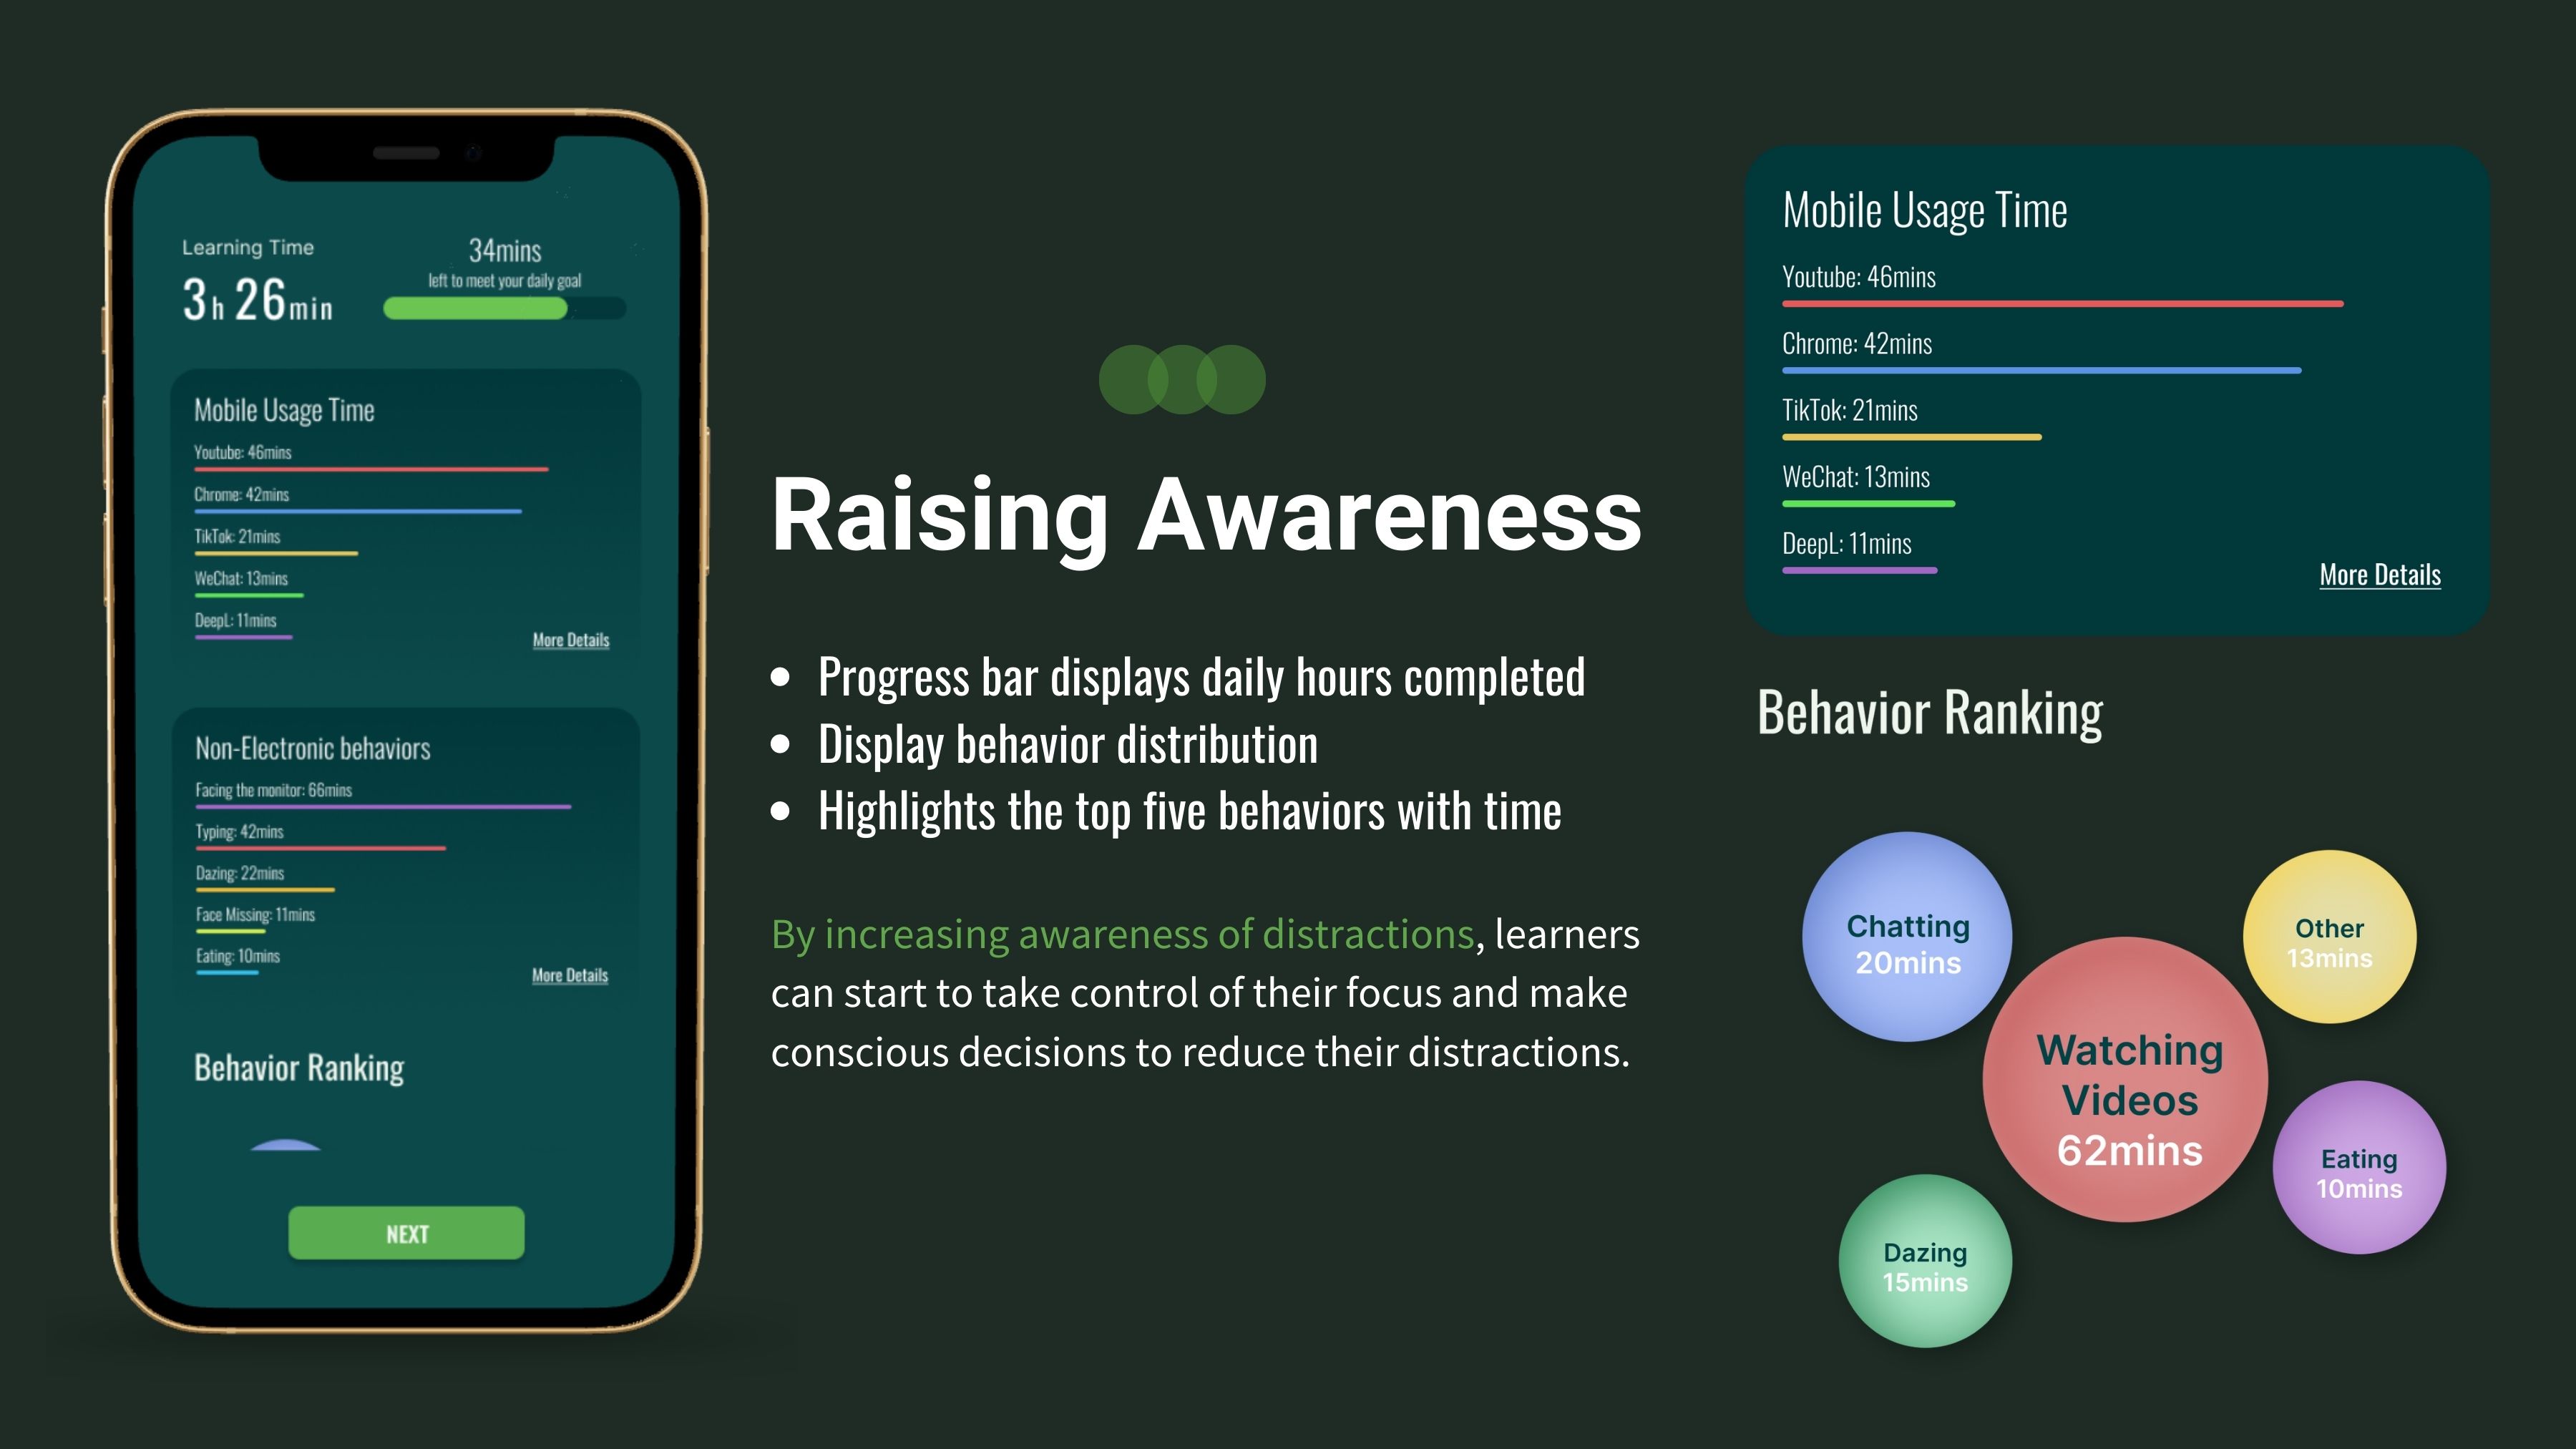 Learning Time
3h 26min
34mins
left to meet your daily goal
Mobile Usage Time
Youtube: 46mins
Chrome: 42mins
TikTok: 21mins
WeChat: 13mins
DeepL: 11mins
More Details
Non-Electronic behaviors
Facing the monitor: 66mins
Typing: 42mins
Dazing: 22mins
Face Missing: 11mins
Eating: 10mins
More Details
Behavior Ranking
NEXT
Raising Awareness
• Progress bar displays daily hours completed
• Display behavior distribution
• Highlights the top five behaviors with time
By increasing awareness of distractions, learners
can start to take control of their focus and make
conscious decisions to reduce their distractions.
Mobile Usage Time
Youtube: 46mins
Chrome: 42mins
TikTok: 21mins
WeChat: 13mins
DeepL: 11mins
More Details
Behavior Ranking
Chatting
20mins
Other
13mins
Watching
Videos
62mins
Eating
10mins
Dazing
15mins